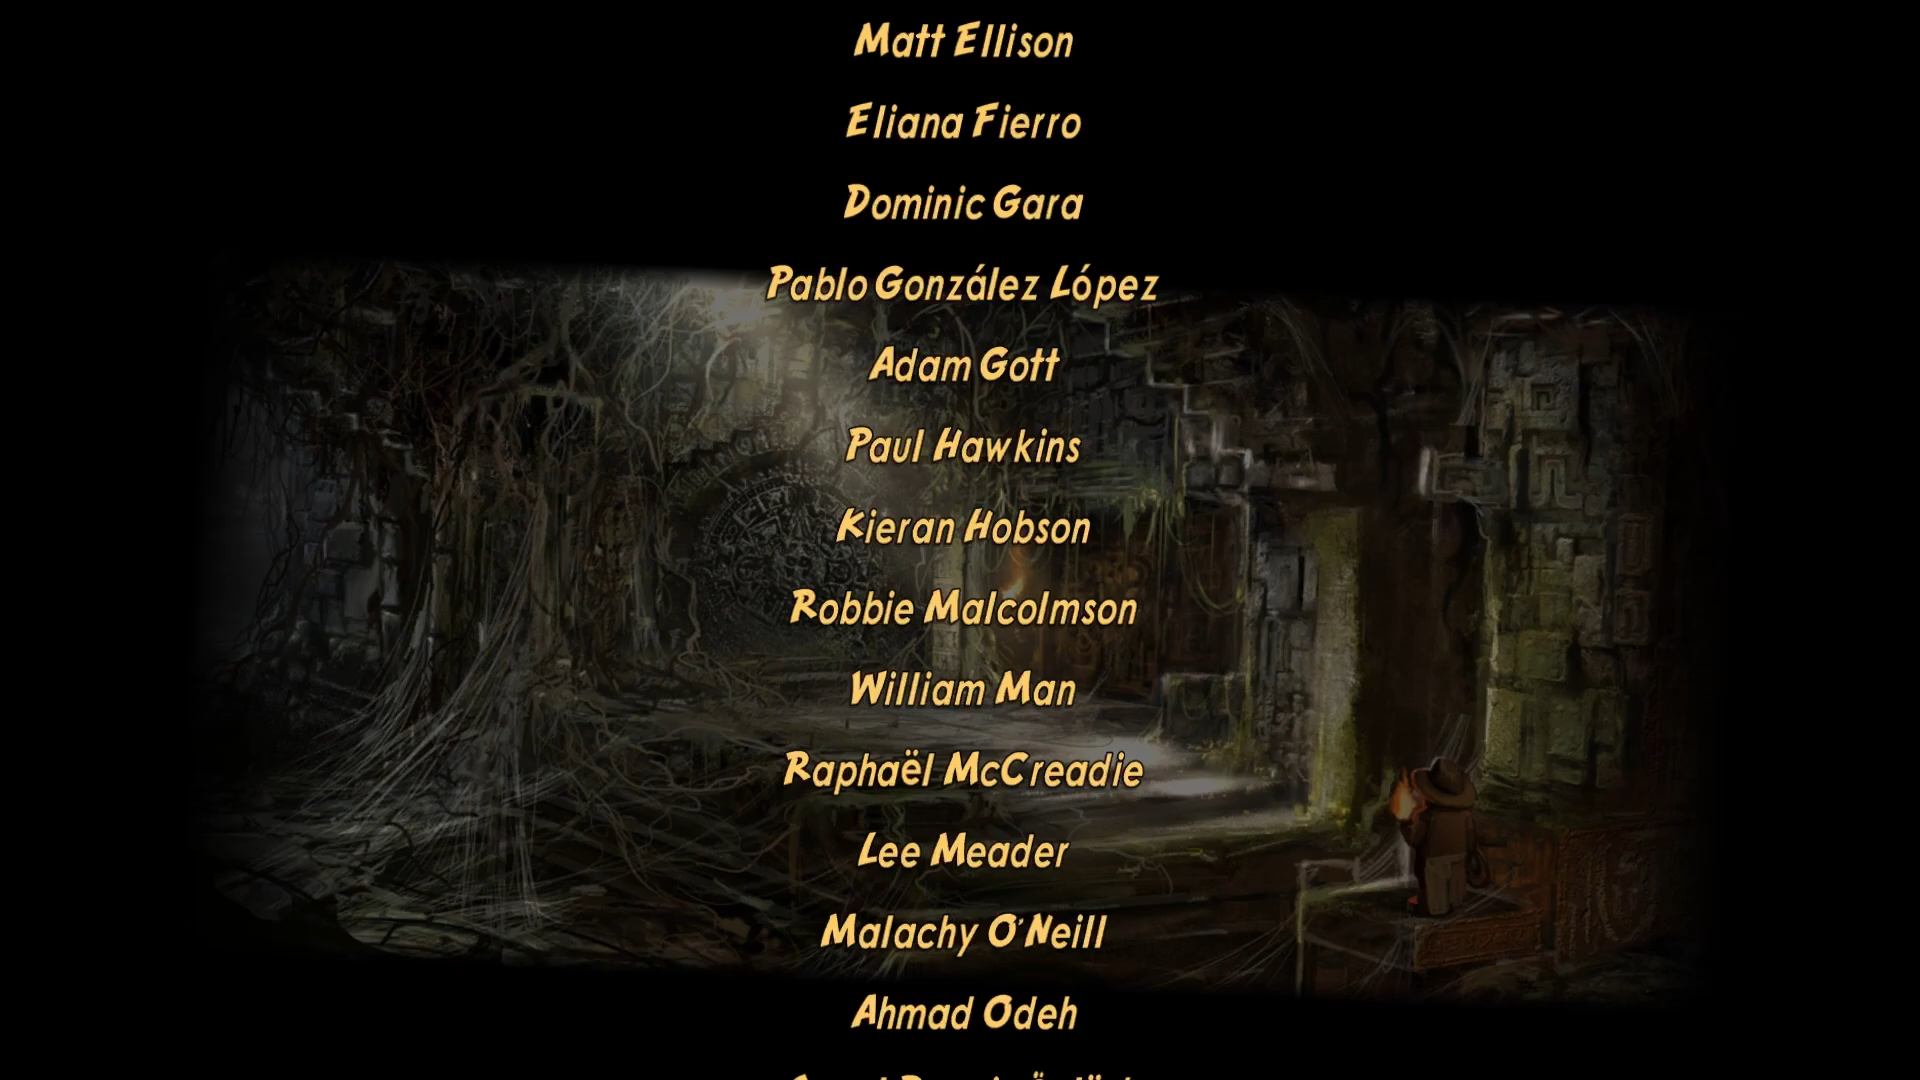 Matt Ellison
Eliana Fierro
Dominic Gara
Pablo González López
Adam Gott
Paul Hawkins
Kieran Hobson
Robbie Malcolmson
William Man
Raphaël McCreadie
Lee Meader
Malachy O'Neill
Ahmad Odeh